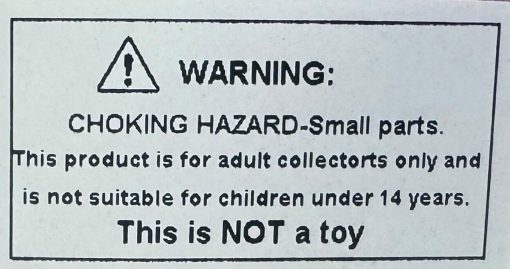 WARNING:
CHOKING HAZARD-Small parts.
This product is for adult collectorts only and
is not suitable for children under 14 years.
This is NOT a toy